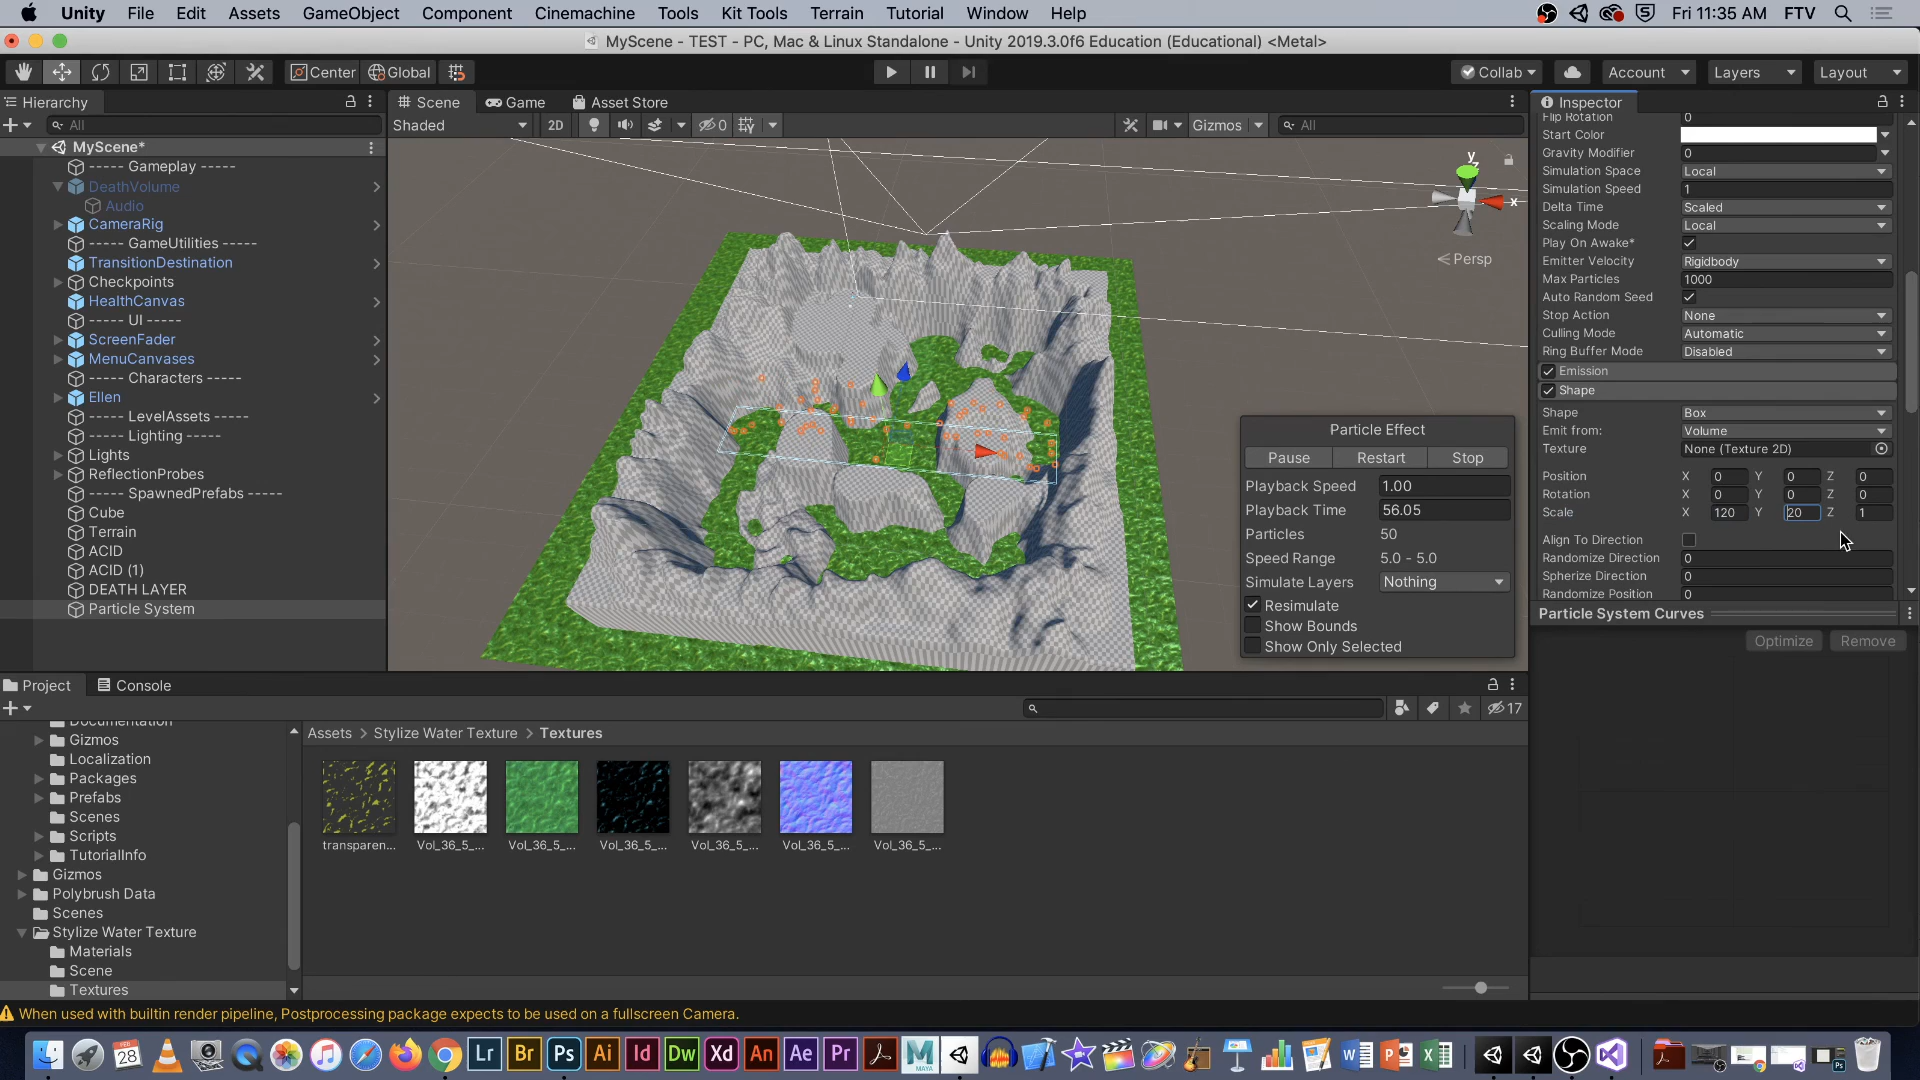 Unity File Edit Assets GameObject Component Cinemachine Tools Kit Tools Terrain Tutorial Window Help Fri 11:35 AM FTV
MyScene - TEST - PC, Mac & Linux Standalone - Unity 2019.3.0f6 Education (Educational) <Metal>
Center Global Collab Account Layers Layout
Hierarchy
All
MyScene*
----- Gameplay -----
DeathVolume
Audio
CameraRig
----- GameUtilities -----
TransitionDestination
Checkpoints
HealthCanvas
----- UI -----
ScreenFader
MenuCanvases
----- Characters -----
Ellen
----- LevelAssets -----
----- Lighting -----
Lights
ReflectionProbes
----- SpawnedPrefabs -----
Cube
Terrain
ACID
ACID (1)
DEATH LAYER
Particle System
Scene Game Asset Store
Shaded 2D 0 Gizmos All
y
x
Persp
Particle Effect
Pause Restart Stop
Playback Speed 1.00
Playback Time 56.05
Particles 50
Speed Range 5.0 - 5.0
Simulate Layers Nothing
Resimulate
Show Bounds
Show Only Selected
Inspector
Flip Rotation 0
Start Color
Gravity Modifier 0
Simulation Space Local
Simulation Speed 1
Delta Time Scaled
Scaling Mode Local
Play On Awake*
Emitter Velocity Rigidbody
Max Particles 1000
Auto Random Seed
Stop Action None
Culling Mode Automatic
Ring Buffer Mode Disabled
Emission
Shape
Shape Box
Emit from: Volume
Texture None (Texture 2D)
Position X 0 Y 0 Z 0
Rotation X 0 Y 0 Z 0
Scale X 120 Y 20 Z 1
Align To Direction
Randomize Direction 0
Spherize Direction 0
Randomize Position 0
Particle System Curves
Optimize Remove
Project Console
17
Documentation
Gizmos
Localization
Packages
Prefabs
Scenes
Scripts
TutorialInfo
Gizmos
Polybrush Data
Scenes
Stylize Water Texture
Materials
Scene
Textures
Assets > Stylize Water Texture > Textures
transparen... Vol_36_5_... Vol_36_5_... Vol_36_5_... Vol_36_5_... Vol_36_5_... Vol_36_5_...
When used with builtin render pipeline, Postprocessing package expects to be used on a fullscreen Camera.
FEB 28 Lr Br Ps Ai Id Dw Xd An Ae Pr MAYA